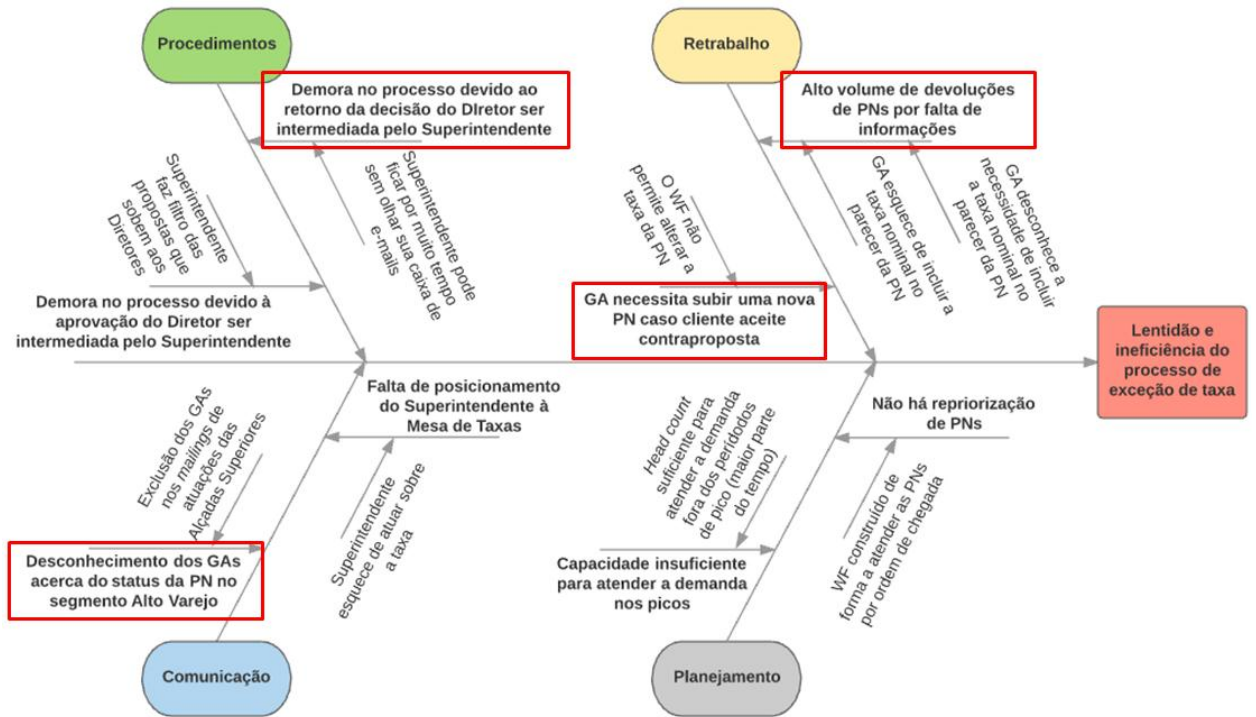 Procedimentos
Demora no processo devido ao
retorno da decisão do DIretor ser
intermediada pelo Superintendente
Superintendente pode
ficar por muito tempo
sem olhar sua caixa de
e-mails
Superintendente
faz filtro das
propostas que
sobem aos
Diretores
Demora no processo devido à
aprovação do Diretor ser
intermediada pelo Superintendente
Retrabalho
Alto volume de devoluções
de PNs por falta de
informações
GA esquece de incluir a
taxa nominal no
parecer da PN
GA desconhece a
necessidade de incluir
a taxa nominal no
parecer da PN
O WF não
permite alterar a
taxa da PN
GA necessita subir uma nova
PN caso cliente aceite
contraproposta
Lentidão e
ineficiência do
processo de
exceção de taxa
Falta de posicionamento
do Superintendente à
Mesa de Taxas
Superintendente
esquece de atuar sobre
a taxa
Exclusão dos GAs
nos mailings de
atuações das
Alçadas Superiores
Desconhecimento dos GAs
acerca do status da PN no
segmento Alto Varejo
Comunicação
Não há repriorização
de PNs
WF construído de
forma a atender as PNs
por ordem de chegada
Head count
suficiente para
atender a demanda
fora dos perídodos
de pico (maior parte
do tempo)
Capacidade insuficiente
para atender a demanda
nos picos
Planejamento